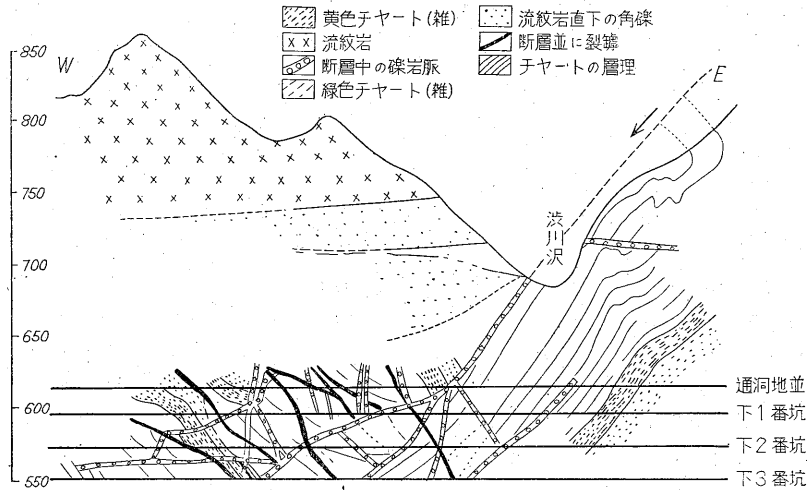 黄色チャート(雑)
流紋岩
断層中の礫岩脈
緑色チャート(雑)
流紋岩直下の角礫
断層並に裂罅
チャートの層理
W
E
渋川沢
850
800
750
700
650
600
550
通洞地並
下1番坑
下2番坑
下3番坑